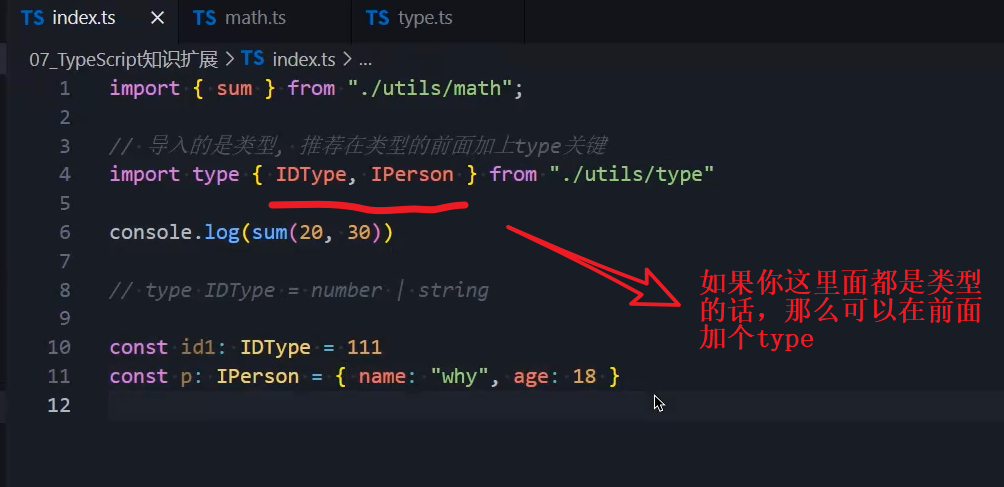 TS index.ts × TS math.ts TS type.ts
07_TypeScript知识扩展 > TS index.ts > ...
1 import { sum } from "./utils/math";
2
3 // 导入的是类型, 推荐在类型的前面加上type关键
4 import type { IDType, IPerson } from "./utils/type"
5
6 console.log(sum(20, 30))
7
8 // type IDType = number | string
9
10 const id1: IDType = 111
11 const p: IPerson = { name: "why", age: 18 }
12
如果你这里面都是类型
的话，那么可以在前面
加个type